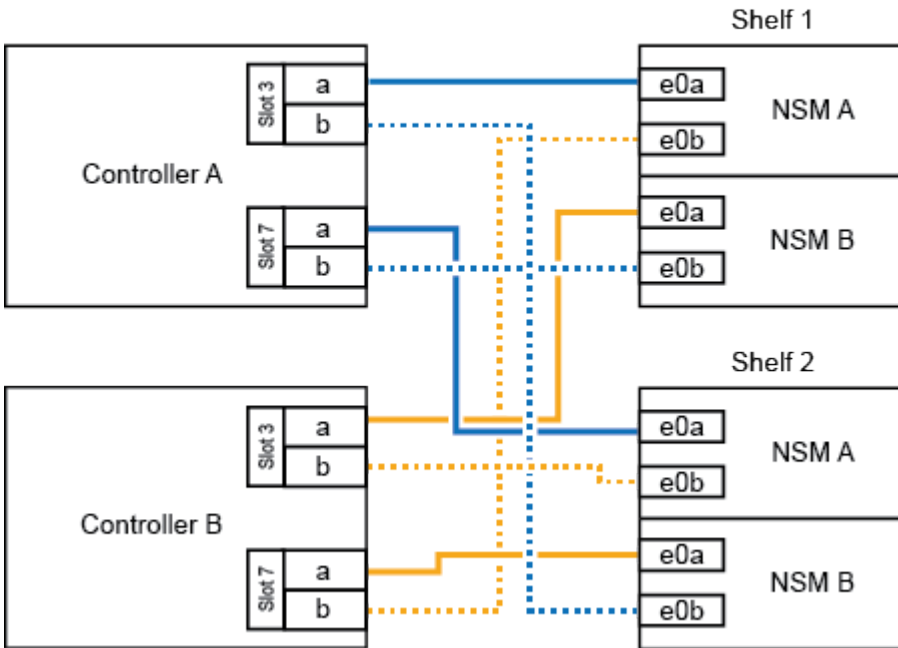 Shelf 1
Controller A
Slot 3
a
b
Slot 7
a
b
e0a
e0b
NSM A
e0a
e0b
NSM B
Shelf 2
Controller B
Slot 3
a
b
Slot 7
a
b
e0a
e0b
NSM A
e0a
e0b
NSM B